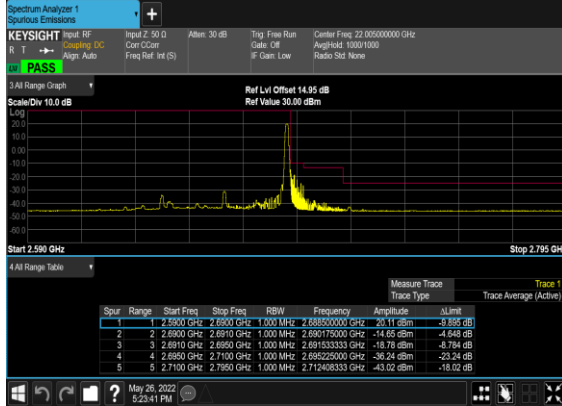 Spectrum Analyzer 1
Spurious Emissions
KEYSIGHT Input: RF Input Z: 50 Ω Atten: 30 dB Trig: Free Run Center Freq: 22.005000000 GHz
R T Coupling: DC Corr CCorr Gate: Off Avg|Hold: 1000/1000
Align: Auto Freq Ref: Int (S) IF Gain: Low Radio Std: None
PASS
3 All Range Graph
Ref Lvl Offset 14.95 dB
Scale/Div 10.0 dB Ref Value 30.00 dBm
Log
20.0
10.0
0.00
-10.0
-20.0
-30.0
-40.0
-50.0
-60.0
Start 2.590 GHz Stop 2.795 GH
4 All Range Table
Measure Trace Trace 1
Trace Type Trace Average (Active)
Spur Range Start Freq Stop Freq RBW Frequency Amplitude ΔLimit
1 1 2.5900 GHz 2.6900 GHz 1.000 MHz 2.688500000 GHz 20.11 dBm -9.895 dB
2 2 2.6900 GHz 2.6910 GHz 1.000 MHz 2.690175000 GHz -14.65 dBm -4.648 dB
3 3 2.6910 GHz 2.6950 GHz 1.000 MHz 2.691533333 GHz -18.78 dBm -8.784 dB
4 4 2.6950 GHz 2.7100 GHz 1.000 MHz 2.695225000 GHz -36.24 dBm -23.24 dB
5 5 2.7100 GHz 2.7950 GHz 1.000 MHz 2.712408333 GHz -43.02 dBm -18.02 dB
? May 26, 2022
5:23:41 PM